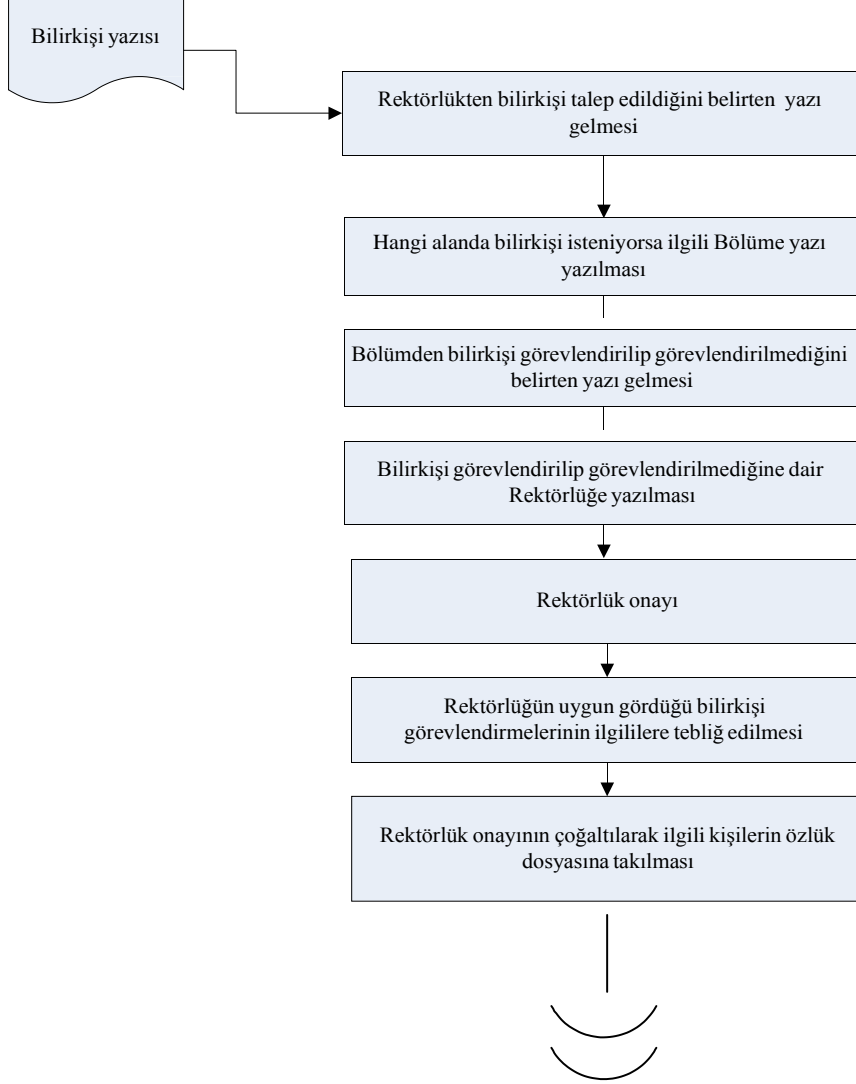 Bilirkişi yazısı
Rektörlükten bilirkişi talep edildiğini belirten yazı
gelmesi
Hangi alanda bilirkişi isteniyorsa ilgili Bölüme yazı
yazılması
Bölümden bilirkişi görevlendirilip görevlendirilmediğini
belirten yazı gelmesi
Bilirkişi görevlendirilip görevlendirilmediğine dair
Rektörlüğe yazılması
Rektörlük onayı
Rektörlüğün uygun gördüğü bilirkişi
görevlendirmelerinin ilgililere tebliğ edilmesi
Rektörlük onayının çoğaltılarak ilgili kişilerin özlük
dosyasına takılması